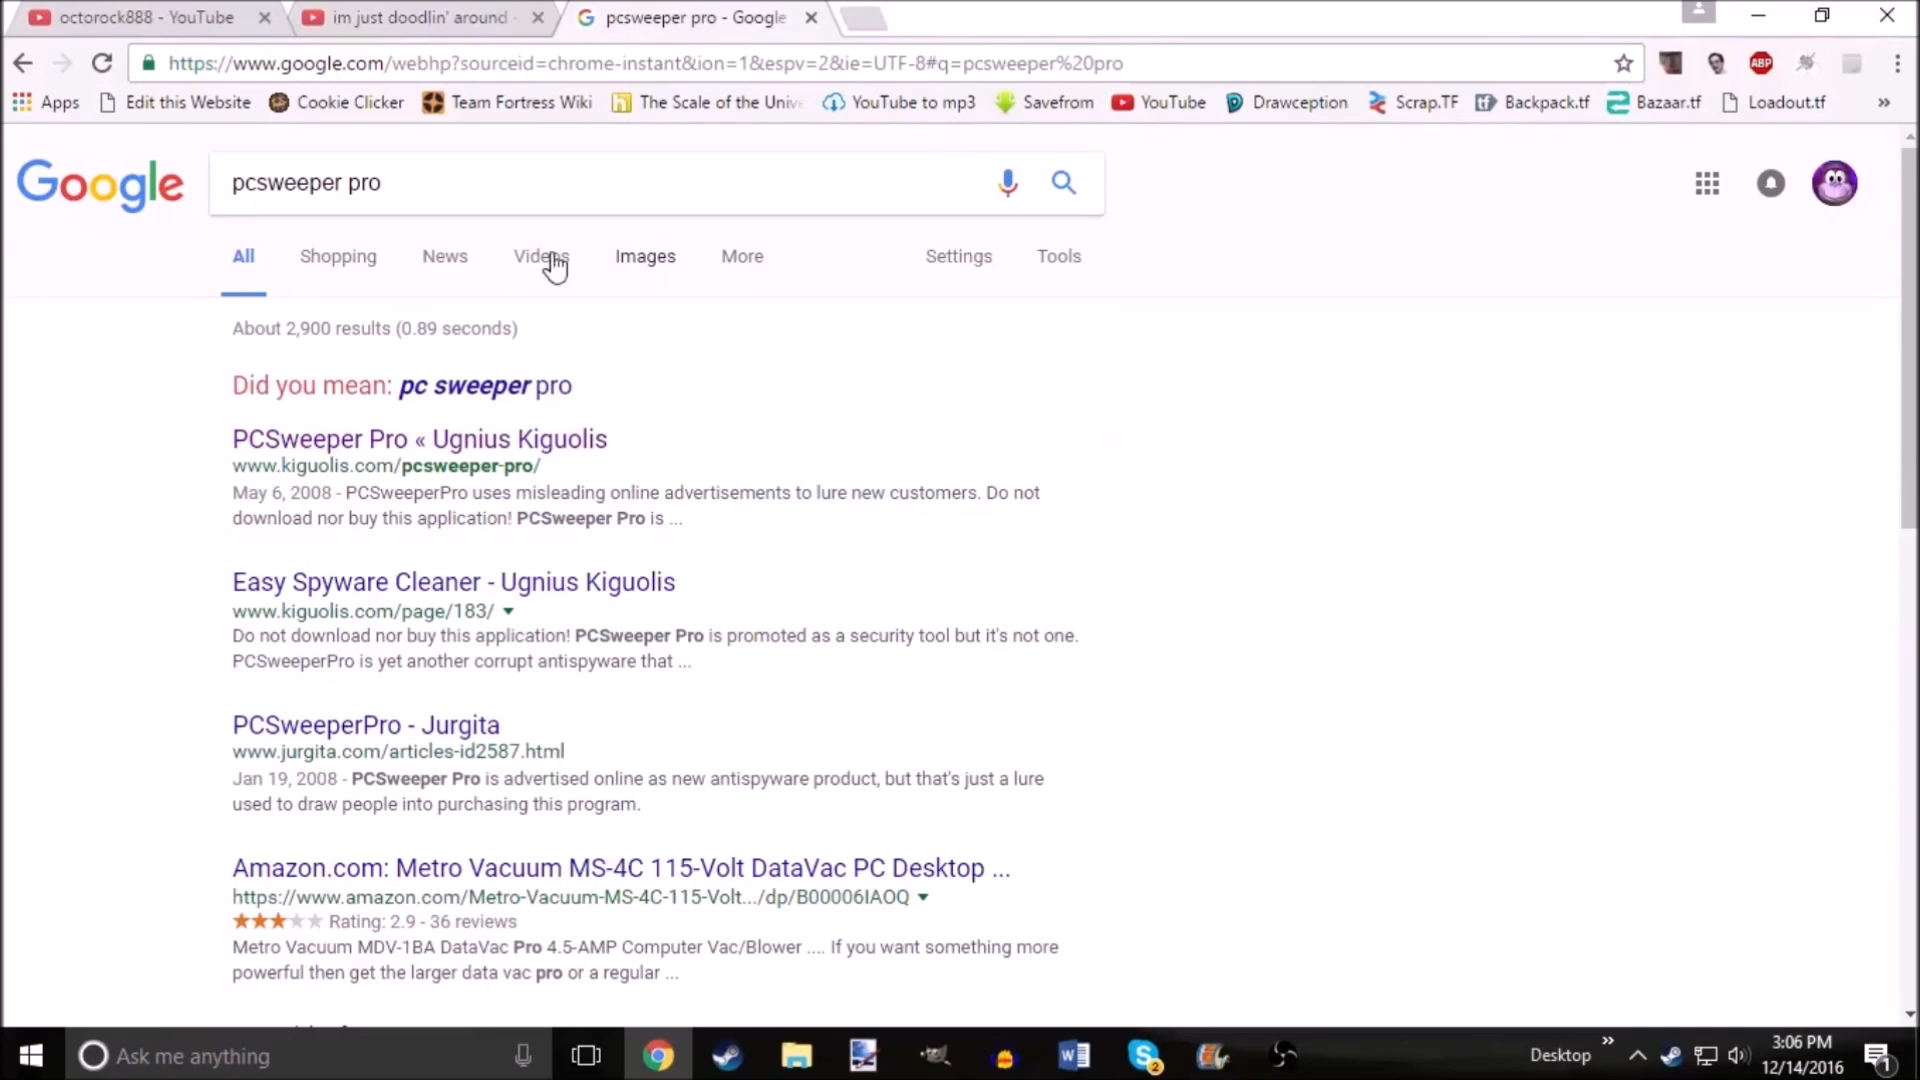 octorock888 - YouTube
im just doodlin' around
pcsweeper pro - Google
https://www.google.com/webhp?sourceid=chrome-instant&ion=1&espv=2&ie=UTF-8#q=pcsweeper%20pro
ABP
Apps Edit this Website Cookie Clicker Team Fortress Wiki The Scale of the Unive YouTube to mp3 Savefrom YouTube Drawception Scrap.TF Backpack.tf Bazaar.tf Loadout.tf »
Google
pcsweeper pro
All Shopping News Videos Images More Settings Tools
About 2,900 results (0.89 seconds)
Did you mean: pc sweeper pro
PCSweeper Pro « Ugnius Kiguolis
www.kiguolis.com/pcsweeper-pro/
May 6, 2008 - PCSweeperPro uses misleading online advertisements to lure new customers. Do not
download nor buy this application! PCSweeper Pro is ...
Easy Spyware Cleaner - Ugnius Kiguolis
www.kiguolis.com/page/183/
Do not download nor buy this application! PCSweeper Pro is promoted as a security tool but it's not one.
PCSweeperPro is yet another corrupt antispyware that ...
PCSweeperPro - Jurgita
www.jurgita.com/articles-id2587.html
Jan 19, 2008 - PCSweeper Pro is advertised online as new antispyware product, but that's just a lure
used to draw people into purchasing this program.
Amazon.com: Metro Vacuum MS-4C 115-Volt DataVac PC Desktop ...
https://www.amazon.com/Metro-Vacuum-MS-4C-115-Volt.../dp/B00006IAOQ
Rating: 2.9 - 36 reviews
Metro Vacuum MDV-1BA DataVac Pro 4.5-AMP Computer Vac/Blower .... If you want something more
powerful then get the larger data vac pro or a regular ...
Ask me anything
2
Desktop »
3:06 PM
12/14/2016
1